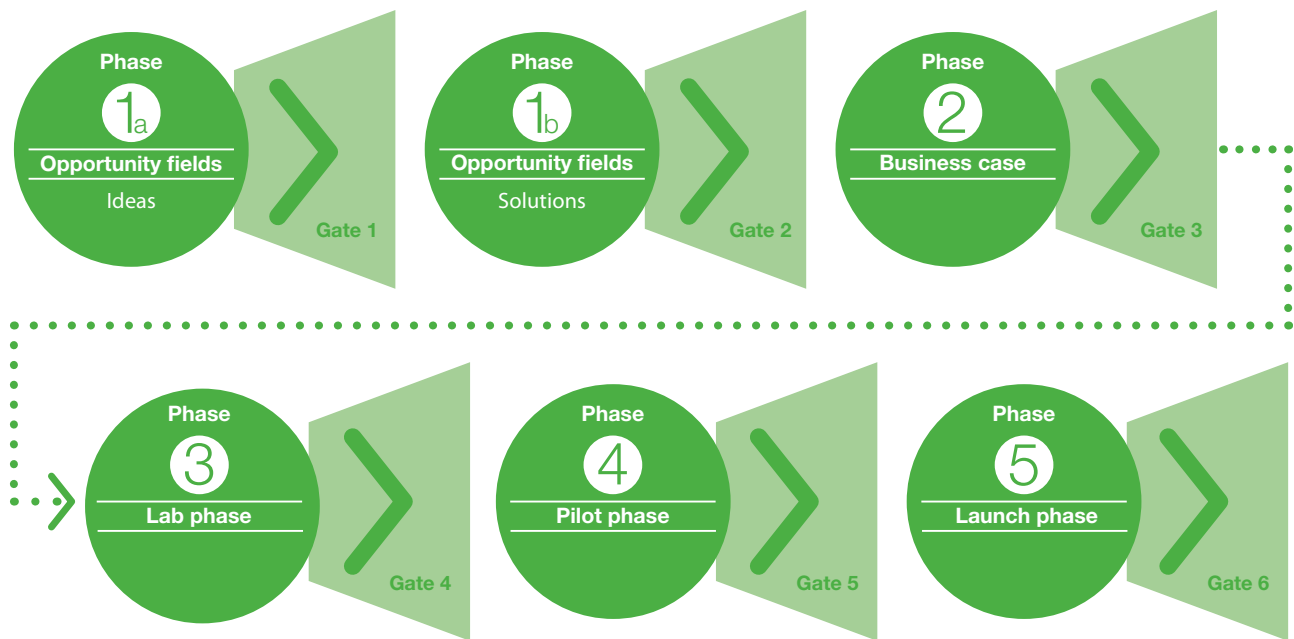 Phase
1a
Opportunity fields
Ideas
Gate 1
Phase
1b
Opportunity fields
Solutions
Gate 2
Phase
2
Business case
Gate 3
Phase
3
Lab phase
Gate 4
Phase
4
Pilot phase
Gate 5
Phase
5
Launch phase
Gate 6